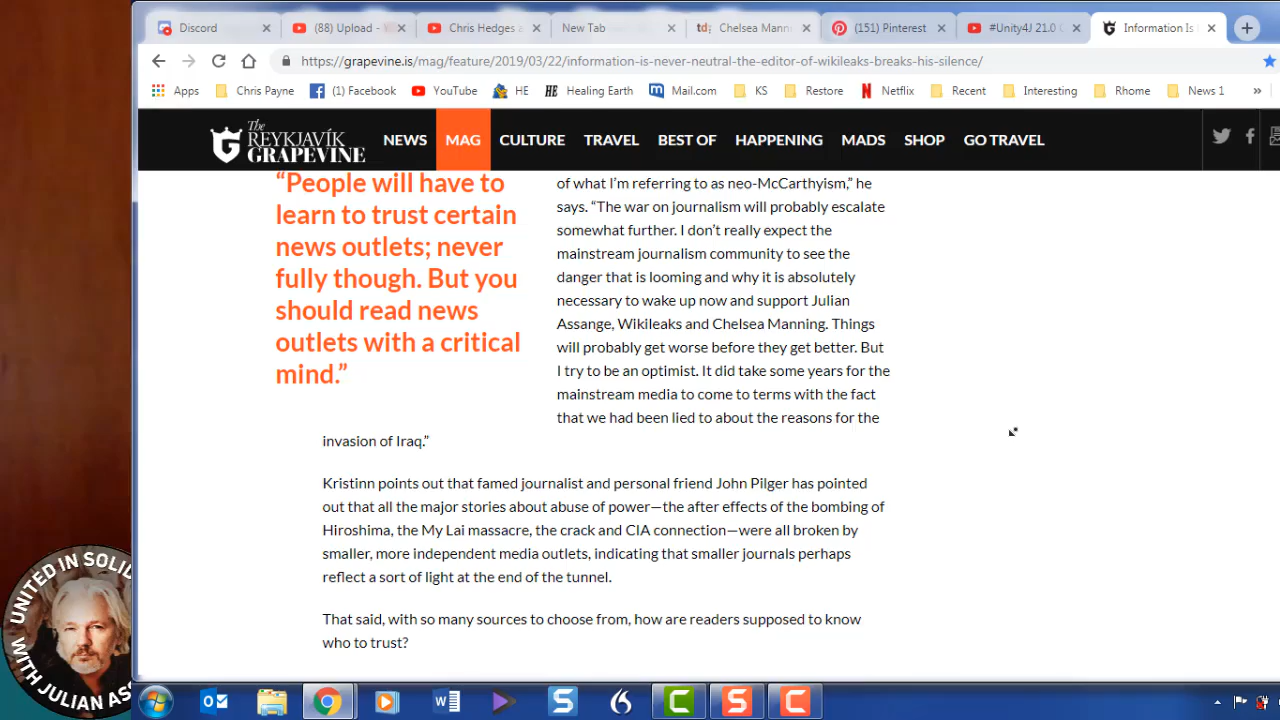 Discord
(88) Upload -
Chris Hedges a
New Tab
td;
Chelsea Mann
(151) Pinterest
#Unity4J 21.0
Information Is
https://grapevine.is/mag/feature/2019/03/22/information-is-never-neutral-the-editor-of-wikileaks-breaks-his-silence/
Apps
Chris Payne
(1) Facebook
YouTube
HE
HE Healing Earth
Mail.com
KS
Restore
N Netflix
Recent
Interesting
Rhome
News 1
»
The
REYKJAVÍK
GRAPEVINE
NEWS
MAG
CULTURE
TRAVEL
BEST OF
HAPPENING
MADS
SHOP
GO TRAVEL
“People will have to
learn to trust certain
news outlets; never
fully though. But you
should read news
outlets with a critical
mind.”
of what I’m referring to as neo-McCarthyism,” he
says. “The war on journalism will probably escalate
somewhat further. I don’t really expect the
mainstream journalism community to see the
danger that is looming and why it is absolutely
necessary to wake up now and support Julian
Assange, Wikileaks and Chelsea Manning. Things
will probably get worse before they get better. But
I try to be an optimist. It did take some years for the
mainstream media to come to terms with the fact
that we had been lied to about the reasons for the
invasion of Iraq.”
Kristinn points out that famed journalist and personal friend John Pilger has pointed
out that all the major stories about abuse of power—the after effects of the bombing of
Hiroshima, the My Lai massacre, the crack and CIA connection—were all broken by
smaller, more independent media outlets, indicating that smaller journals perhaps
reflect a sort of light at the end of the tunnel.
That said, with so many sources to choose from, how are readers supposed to know
who to trust?
UNITED IN SOLID
WITH JULIAN ASS